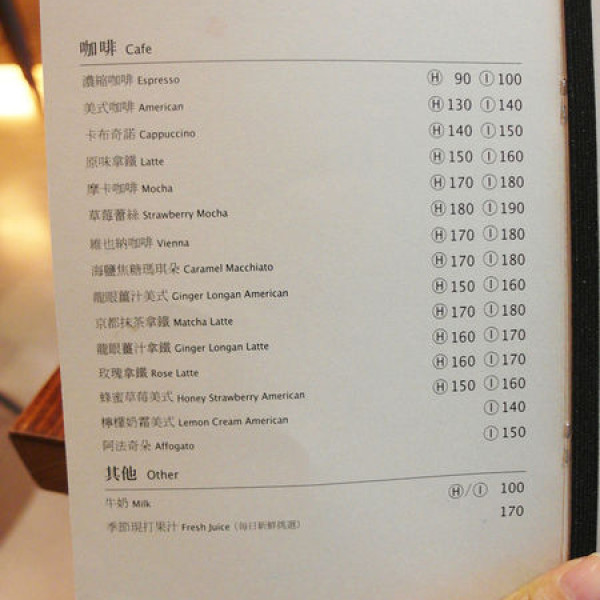 咖啡 Cafe
濃縮咖啡 Espresso Ⓗ 90 Ⓘ 100
美式咖啡 American Ⓗ 130 Ⓘ 140
卡布奇諾 Cappuccino Ⓗ 140 Ⓘ 150
原味拿鐵 Latte Ⓗ 150 Ⓘ 160
摩卡咖啡 Mocha Ⓗ 170 Ⓘ 180
草莓蕾絲 Strawberry Mocha Ⓗ 180 Ⓘ 190
維也納咖啡 Vienna Ⓗ 170 Ⓘ 180
海鹽焦糖瑪琪朵 Caramel Macchiato Ⓗ 170 Ⓘ 180
龍眼薑汁美式 Ginger Longan American Ⓗ 150 Ⓘ 160
京都抹茶拿鐵 Matcha Latte Ⓗ 170 Ⓘ 180
龍眼薑汁拿鐵 Ginger Longan Latte Ⓗ 160 Ⓘ 170
玫瑰拿鐵 Rose Latte Ⓗ 160 Ⓘ 170
蜂蜜草莓美式 Honey Strawberry American Ⓗ 150 Ⓘ 160
檸檬奶霜美式 Lemon Cream American Ⓘ 140
阿法奇朵 Affogato Ⓘ 150
其他 Other
牛奶 Milk Ⓗ/Ⓘ 100
季節現打果汁 Fresh Juice (每日新鮮挑選) 170